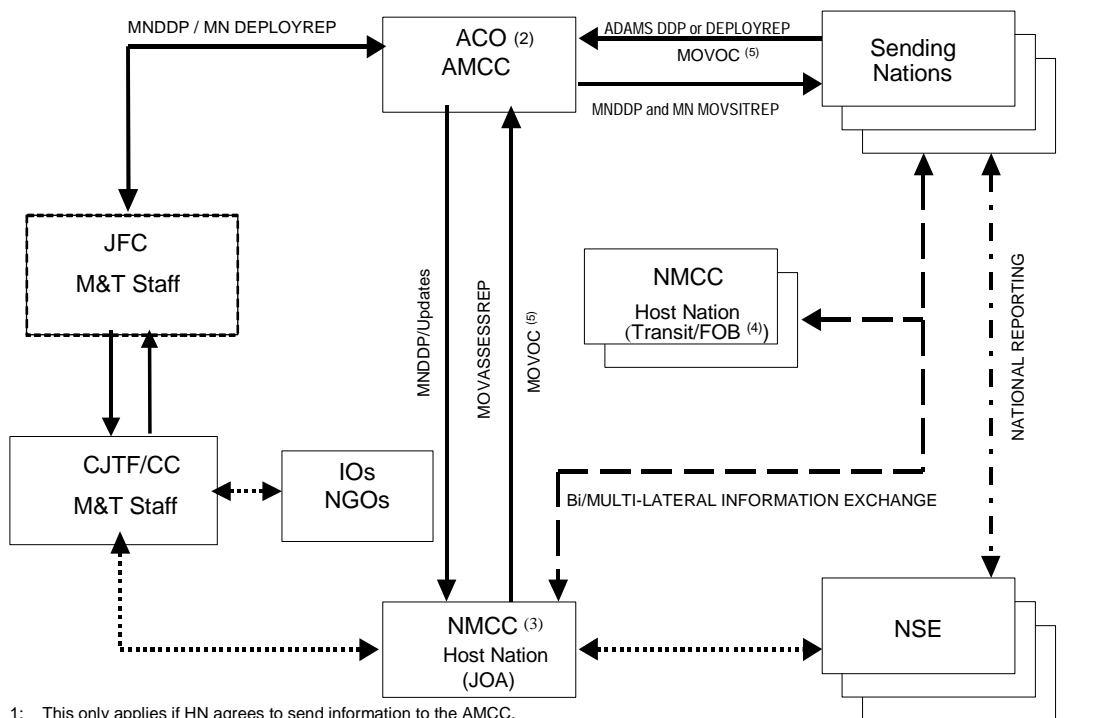 MNDDP / MN DEPLOYREP
ACO (2)
AMCC
ADAMS DDP or DEPLOYREP
MOVOC (5)
MNDDP and MN MOVSITREP
Sending
Nations
JFC
M&T Staff
MNDDP/Updates
MOVASSESSREP
MOVOC (5)
NMCC
Host Nation
(Transit/FOB (4))
NATIONAL REPORTING
CJTF/CC
M&T Staff
IOs
NGOs
Bi/MULTI-LATERAL INFORMATION EXCHANGE
NMCC (3)
Host Nation
(JOA)
NSE
1: This only applies if HN agrees to send information to the AMCC.